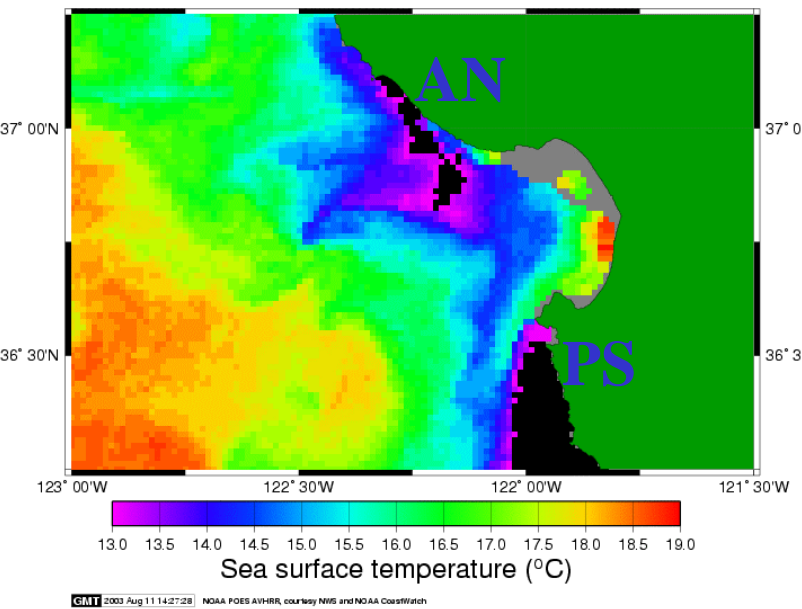 AN
37° 00'N
37° 0
36° 30'N
36° 5
PS
123° 00'W 122° 30'W 122° 00'W 121° 30'W
13.0 13.5 14.0 14.5 15.0 15.5 16.0 16.5 17.0 17.5 18.0 18.5 19.0
Sea surface temperature (°C)
GMT 2003 Aug 11 14:27:28 NOAA POES AVHRR, courtesy NWS and NOAA CoastWatch